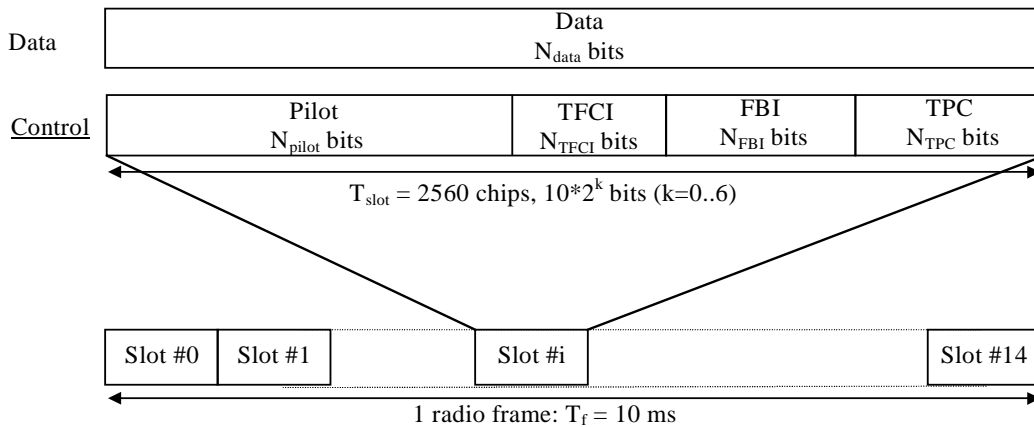 Data
Data
N_data bits
Control
Pilot
N_pilot bits
TFCI
N_TFCI bits
FBI
N_FBI bits
TPC
N_TPC bits
T_slot = 2560 chips, 10*2^k bits (k=0..6)
Slot #0 Slot #1 Slot #i Slot #14
1 radio frame: T_f = 10 ms